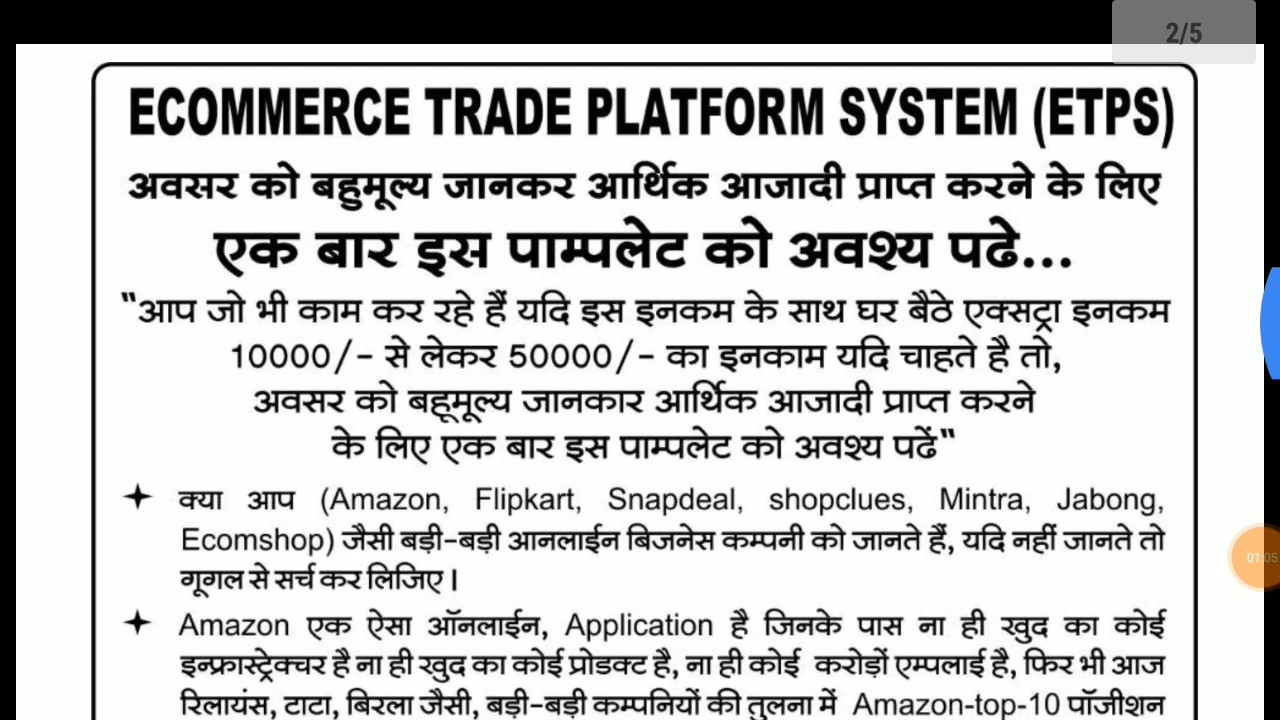 2/5
ECOMMERCE TRADE PLATFORM SYSTEM (ETPS)
अवसर को बहुमूल्य जानकर आर्थिक आजादी प्राप्त करने के लिए
एक बार इस पाम्पलेट को अवश्य पढे...
"आप जो भी काम कर रहे हैं यदि इस इनकम के साथ घर बैठे एक्सट्रा इनकम
10000/- से लेकर 50000/- का इनकाम यदि चाहते है तो,
अवसर को बहूमूल्य जानकार आर्थिक आजादी प्राप्त करने
के लिए एक बार इस पाम्पलेट को अवश्य पढें"
क्या आप (Amazon, Flipkart, Snapdeal, shopclues, Mintra, Jabong,
Ecomshop) जैसी बड़ी-बड़ी आनलाईन बिजनेस कम्पनी को जानते हैं, यदि नहीं जानते तो
गूगल से सर्च कर लिजिए।
01:05
Amazon एक ऐसा ऑनलाईन, Application है जिनके पास ना ही खुद का कोई
इन्फ्रास्ट्रेक्चर है ना ही खुद का कोई प्रोडक्ट है, ना ही कोई करोड़ों एम्पलाई है, फिर भी आज
रिलायंस, टाटा, बिरला जैसी, बड़ी-बड़ी कम्पनियों की तुलना में Amazon-top-10 पॉजीशन